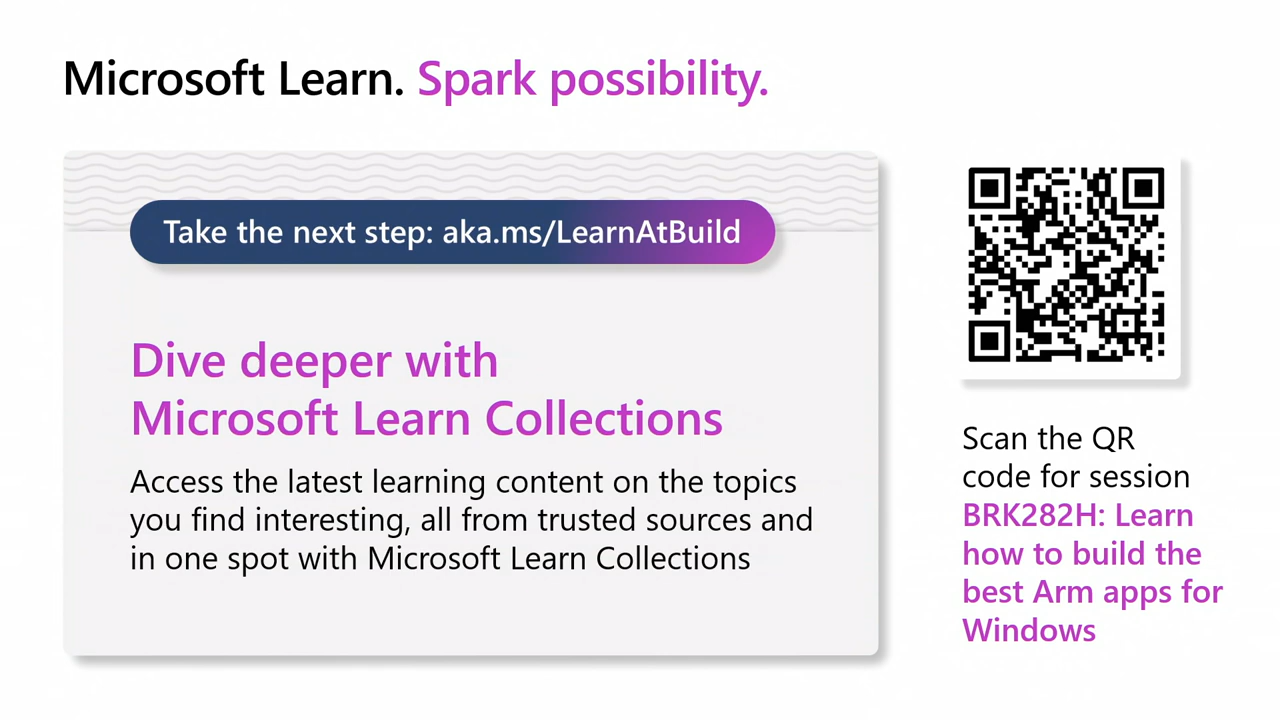 Microsoft Learn. Spark possibility.
Take the next step: aka.ms/LearnAtBuild
Dive deeper with
Microsoft Learn Collections
Access the latest learning content on the topics
you find interesting, all from trusted sources and
in one spot with Microsoft Learn Collections
Scan the QR
code for session
BRK282H: Learn
how to build the
best Arm apps for
Windows